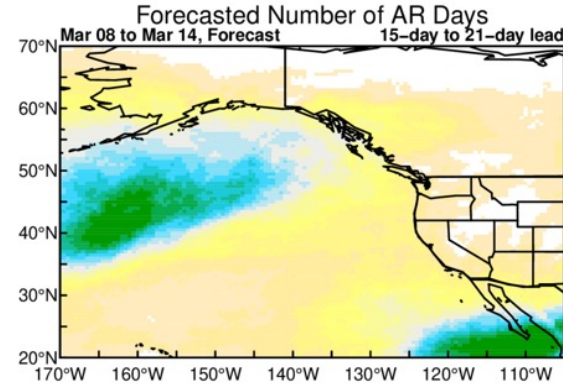 Forecasted Number of AR Days
Mar 08 to Mar 14, Forecast 15-day to 21-day lead
70°N
60°N
50°N
40°N
30°N
20°N
170°W 160°W 150°W 140°W 130°W 120°W 110°W